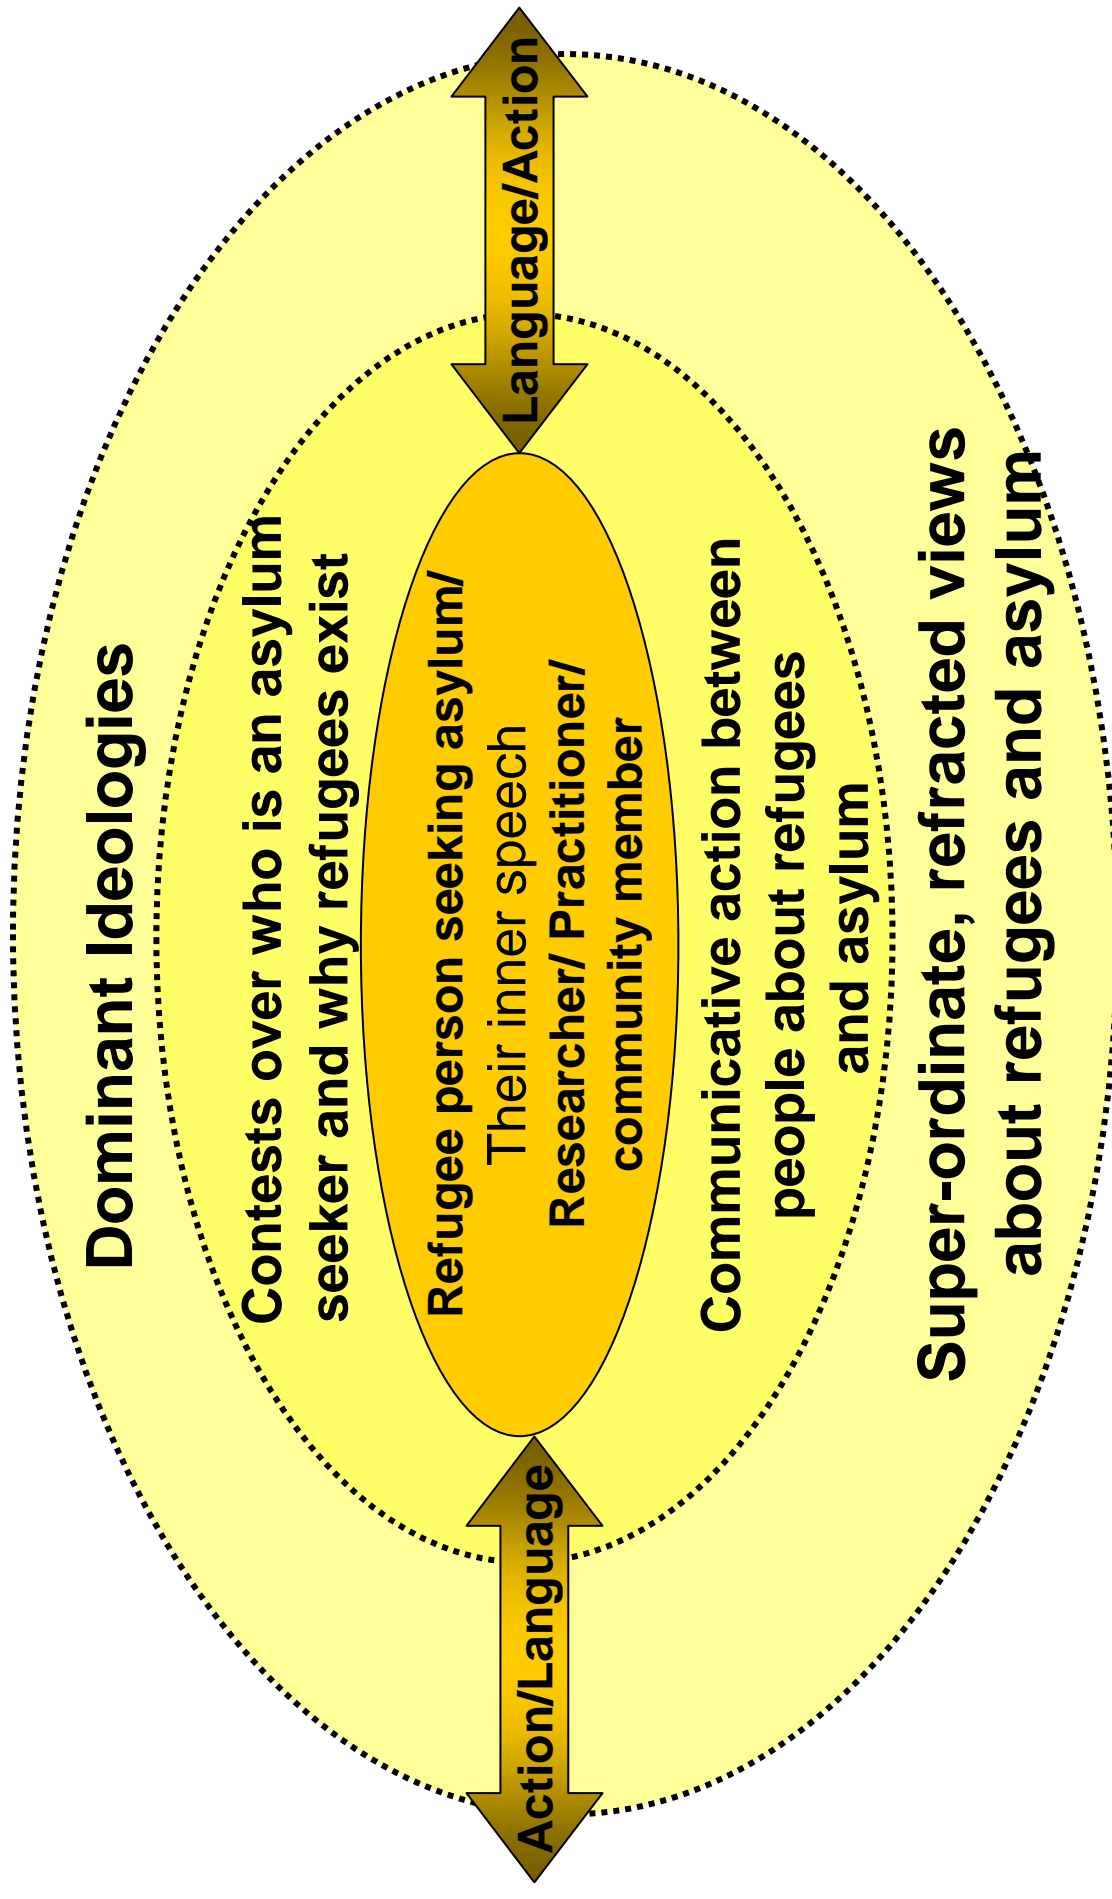 Dominant Ideologies
Contests over who is an asylum
seeker and why refugees exist
Action/Language
Refugee person seeking asylum/
Their inner speech
Researcher/ Practitioner/
community member
Language/Action
Communicative action between
people about refugees
and asylum
Super-ordinate, refracted views
about refugees and asylum